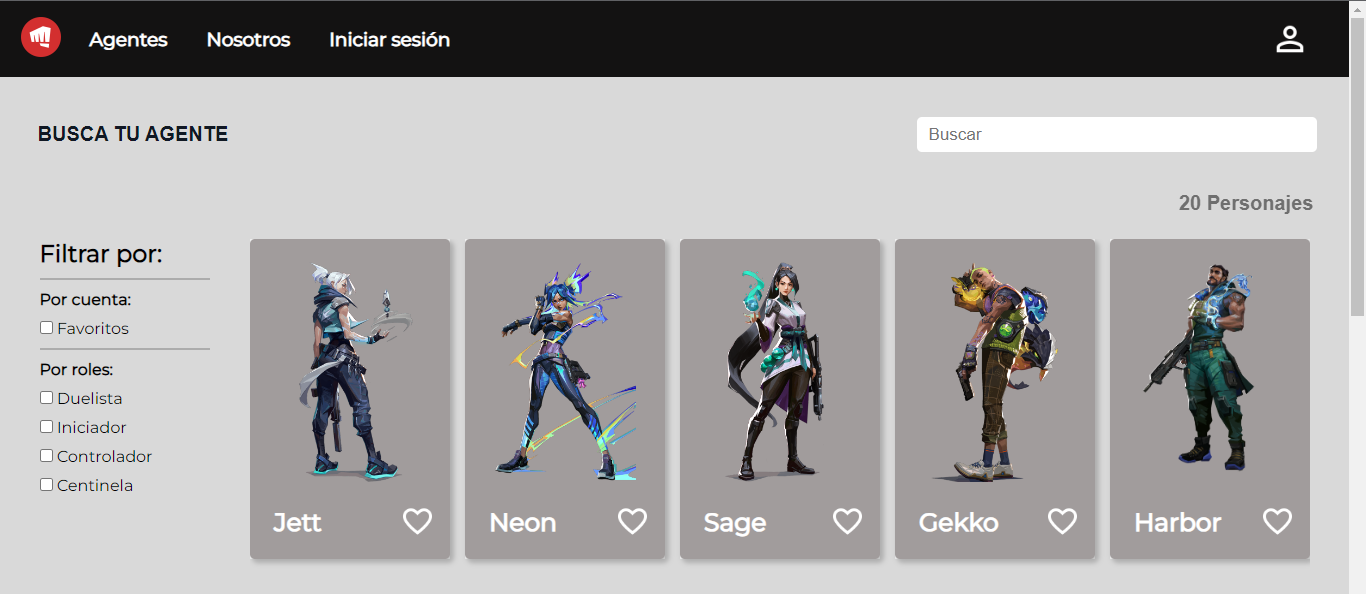 Agentes Nosotros Iniciar sesión
BUSCA TU AGENTE
Buscar
20 Personajes
Filtrar por:
Por cuenta:
Favoritos
Por roles:
Duelista
Iniciador
Controlador
Centinela
Jett
Neon
Sage
Gekko
Harbor